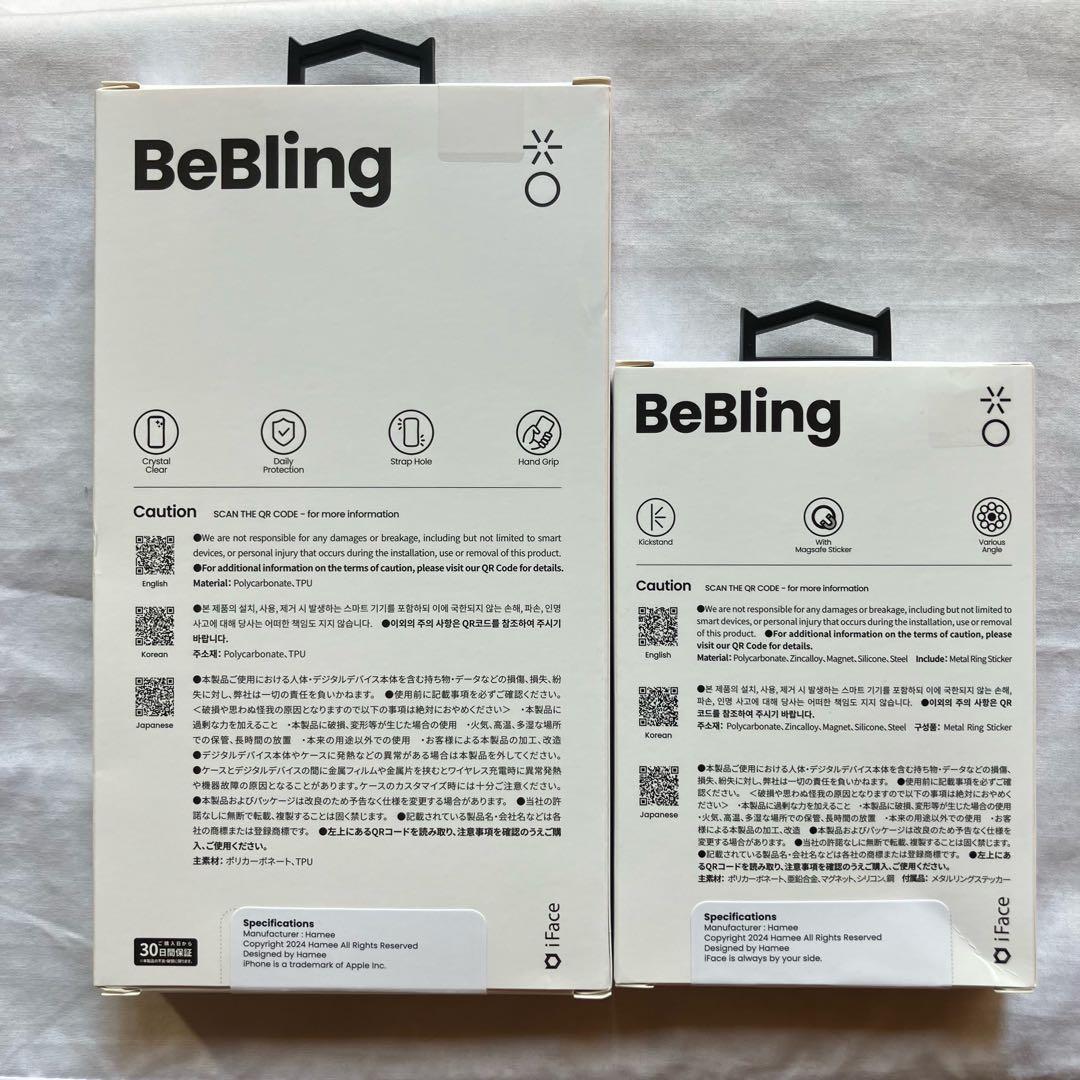 BeBling
Crystal
Clear
Daily
Protection
Strap Hole
Hand Grip
Caution SCAN THE QR CODE - for more information
English
●We are not responsible for any damages or breakage, including but not limited to smart
devices, or personal injury that occurs during the installation, use or removal of this product.
●For additional information on the terms of caution, please visit our QR Code for details.
Material: Polycarbonate、TPU
Korean
●본 제품의 설치, 사용, 제거 시 발생하는 스마트 기기를 포함하되 이에 국한되지 않는 손해, 파손, 인명
사고에 대해 당사는 어떠한 책임도 지지 않습니다. ●이외의 주의 사항은 QR코드를 참조하여 주시기
바랍니다.
주소재: Polycarbonate、TPU
Japanese
●本製品ご使用における人体・デジタルデバイス本体を含む持ち物・データなどの損傷、損失、紛
失に対し、弊社は一切の責任を負いかねます。 ●使用前に記載事項を必ずご確認ください。
＜破損や思わぬ怪我の原因となりますので以下の事項は絶対におやめください＞ ・本製品に
過剰な力を加えること ・本製品に破損、変形等が生じた場合の使用 ・火気、高温、多湿な場所
での保管、長時間の放置 ・本来の用途以外での使用 ・お客様による本製品の加工、改造
●デジタルデバイス本体やケースに発熱などの異常がある場合は本製品を外してください。
●ケースとデジタルデバイスの間に金属フィルムや金属片を挟むとワイヤレス充電時に異常発熱
や機器故障の原因となることがあります。ケースのカスタマイズ時には十分ご注意ください。
●本製品およびパッケージは改良のため予告なく仕様を変更する場合があります。 ●当社の許
諾なしに無断で転載、複製することは固く禁じます。 ●記載されている製品名・会社名などは各
社の商標または登録商標です。 ●左上にあるQRコードを読み取り、注意事項を確認のうえご購
入、ご使用ください。
主素材: ポリカーボネート、TPU
ご購入日から
30日間保証
※本製品の不良・破損に限ります。
Specifications
Manufacturer : Hamee
Copyright 2024 Hamee All Rights Reserved
Designed by Hamee
iPhone is a trademark of Apple Inc.
iFace
BeBling
Kickstand
With
Magsafe Sticker
Various
Angle
Caution SCAN THE QR CODE - for more information
English
●We are not responsible for any damages or breakage, including but not limited to
smart devices, or personal injury that occurs during the installation, use or removal
of this product. ●For additional information on the terms of caution, please
visit our QR Code for details.
Material: Polycarbonate、Zincalloy、Magnet、Silicone、Steel Include: Metal Ring Sticker
Korean
●본 제품의 설치, 사용, 제거 시 발생하는 스마트 기기를 포함하되 이에 국한되지 않는 손해,
파손, 인명 사고에 대해 당사는 어떠한 책임도 지지 않습니다. ●이외의 주의 사항은 QR
코드를 참조하여 주시기 바랍니다.
주소재: Polycarbonate、Zincalloy、Magnet、Silicone、Steel 구성품: Metal Ring Sticker
Japanese
●本製品ご使用における人体・デジタルデバイス本体を含む持ち物・データなどの損傷、
損失、紛失に対し、弊社は一切の責任を負いかねます。 ●使用前に記載事項を必ずご確
認ください。 ＜破損や思わぬ怪我の原因となりますので以下の事項は絶対におやめくださ
い＞ ・本製品に過剰な力を加えること ・本製品に破損、変形等が生じた場合の使用
・火気、高温、多湿な場所での保管、長時間の放置 ・本来の用途以外での使用 ・お客
様による本製品の加工、改造 ●本製品およびパッケージは改良のため予告なく仕様を
変更する場合があります。 ●当社の許諾なしに無断で転載、複製することは固く禁じます。
●記載されている製品名・会社名などは各社の商標または登録商標です。 ●左上にあ
るQRコードを読み取り、注意事項を確認のうえご購入、ご使用ください。
主素材: ポリカーボネート、亜鉛合金、マグネット、シリコン、鋼 付属品: メタルリングステッカー
Specifications
Manufacturer : Hamee
Copyright 2024 Hamee All Rights Reserved
Designed by Hamee
iFace is always by your side.
iFace